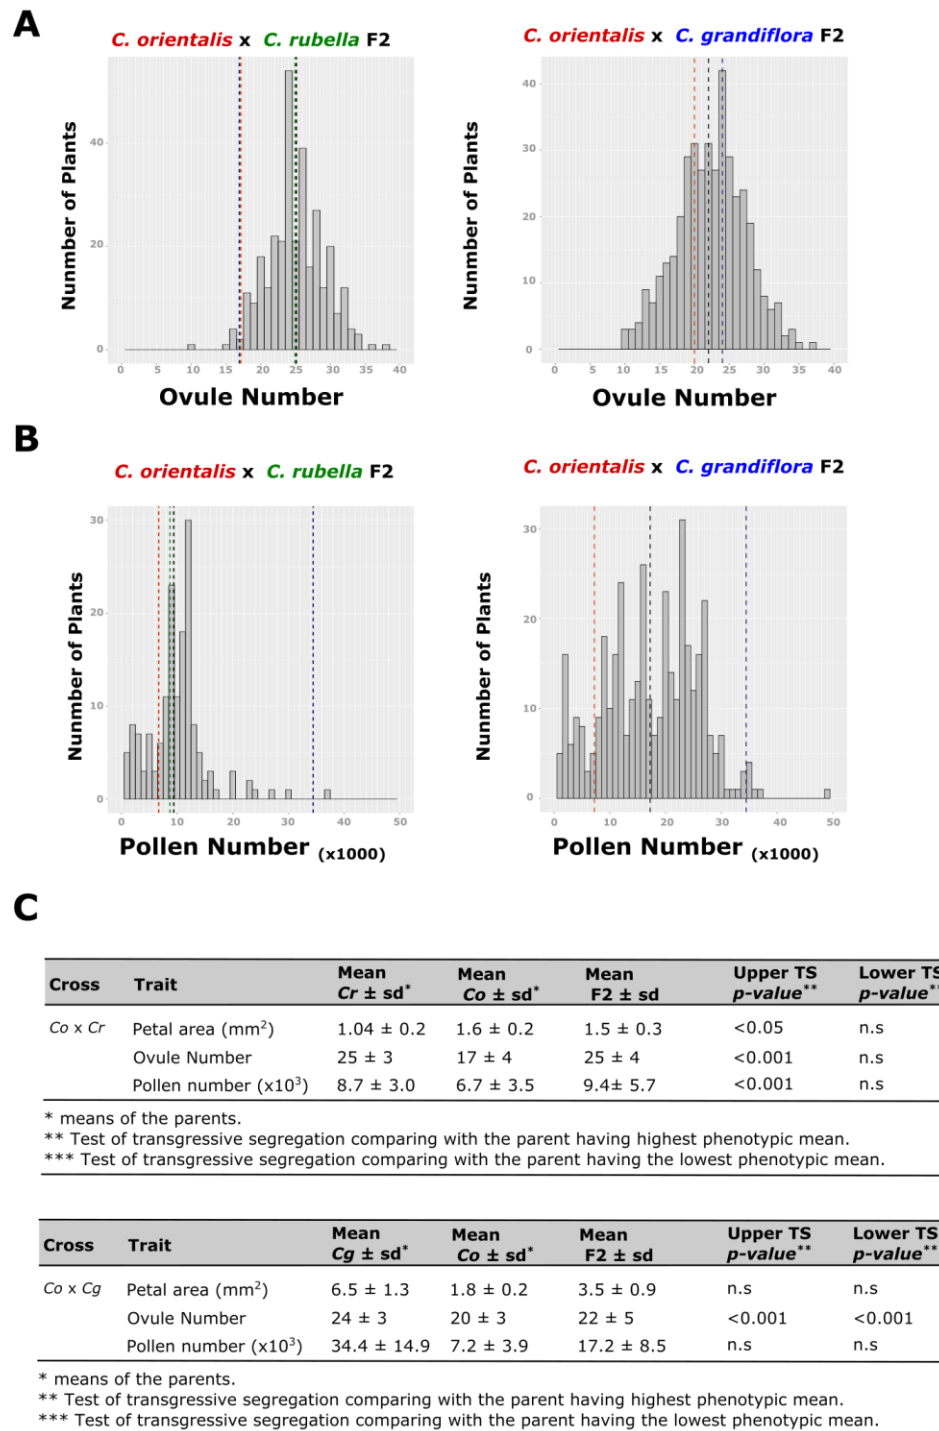 A
C. orientalis x C. rubella F2
C. orientalis x C. grandiflora F2
Nunmber of Plants
40
20
0
0 5 10 15 20 25 30 35 40
Ovule Number
Nunmber of Plants
40
30
20
10
0
0 5 10 15 20 25 30 35 40
Ovule Number
B
C. orientalis x C. rubella F2
C. orientalis x C. grandiflora F2
Nunmber of Plants
30
20
10
0
0 10 20 30 40 50
Pollen Number (x1000)
Nunmber of Plants
30
20
10
0
0 10 20 30 40 50
Pollen Number (x1000)
C
Cross Trait Mean Cr ± sd* Mean Co ± sd* Mean F2 ± sd Upper TS p-value** Lower TS p-value**
Co x Cr Petal area (mm²) 1.04 ± 0.2 1.6 ± 0.2 1.5 ± 0.3 <0.05 n.s
Ovule Number 25 ± 3 17 ± 4 25 ± 4 <0.001 n.s
Pollen number (x10³) 8.7 ± 3.0 6.7 ± 3.5 9.4± 5.7 <0.001 n.s
* means of the parents.
** Test of transgressive segregation comparing with the parent having highest phenotypic mean.
*** Test of transgressive segregation comparing with the parent having the lowest phenotypic mean.
Cross Trait Mean Cg ± sd* Mean Co ± sd* Mean F2 ± sd Upper TS p-value** Lower TS p-value**
Co x Cg Petal area (mm²) 6.5 ± 1.3 1.8 ± 0.2 3.5 ± 0.9 n.s n.s
Ovule Number 24 ± 3 20 ± 3 22 ± 5 <0.001 <0.001
Pollen number (x10³) 34.4 ± 14.9 7.2 ± 3.9 17.2 ± 8.5 n.s n.s
* means of the parents.
** Test of transgressive segregation comparing with the parent having highest phenotypic mean.
*** Test of transgressive segregation comparing with the parent having the lowest phenotypic mean.